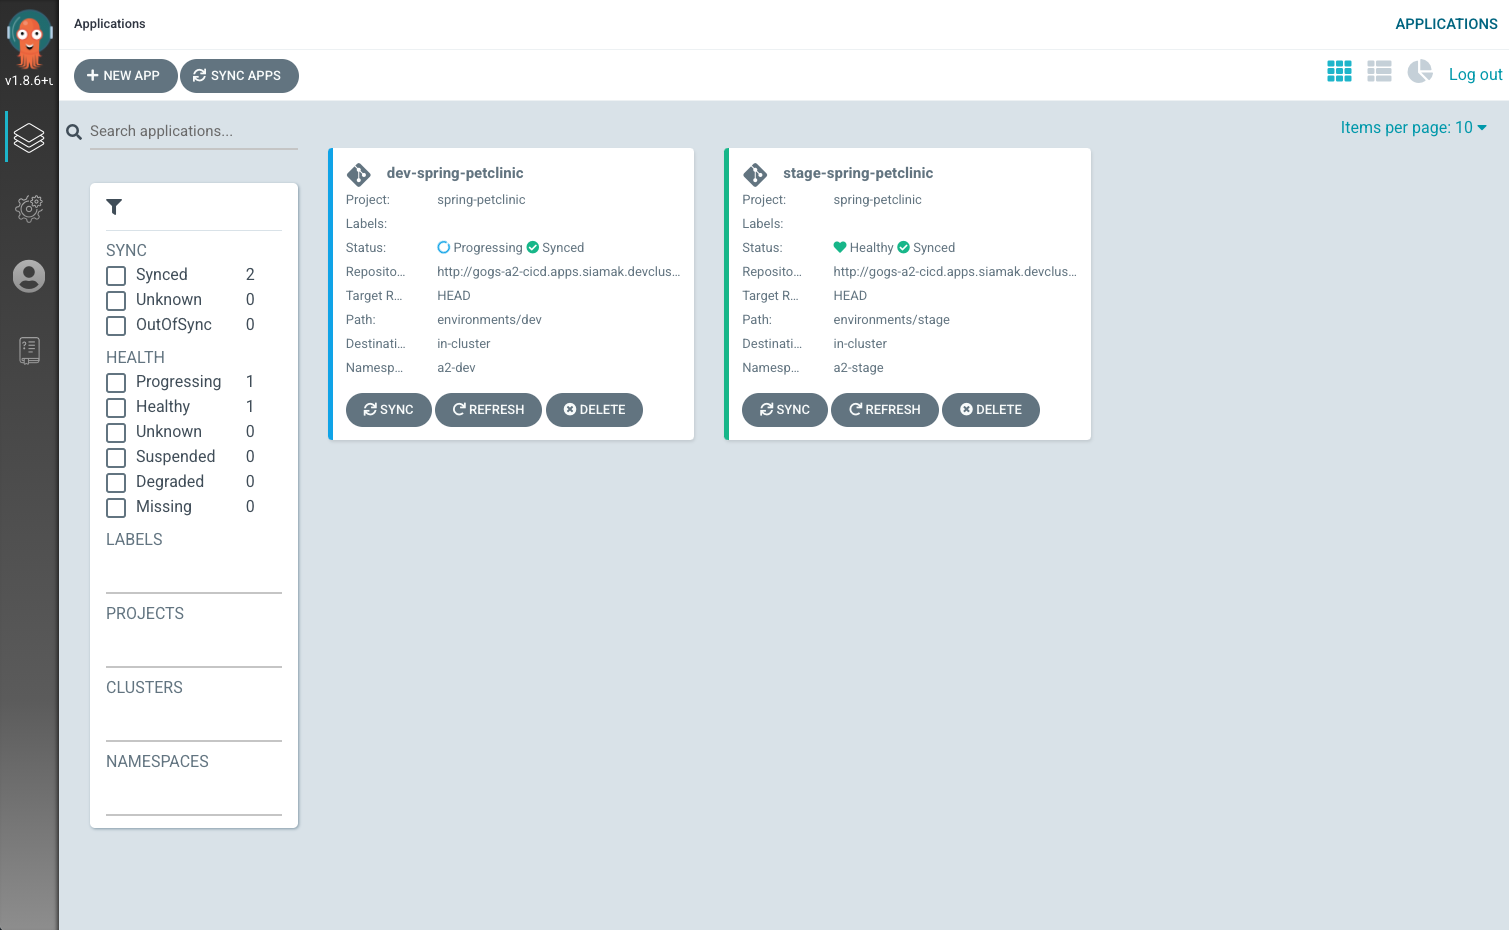 Applications
APPLICATIONS
v1.8.6+u
NEW APP
SYNC APPS
Log out
Search applications...
Items per page: 10
SYNC
Synced 2
Unknown 0
OutOfSync 0
HEALTH
Progressing 1
Healthy 1
Unknown 0
Suspended 0
Degraded 0
Missing 0
LABELS
PROJECTS
CLUSTERS
NAMESPACES
dev-spring-petclinic
Project: spring-petclinic
Labels:
Status: Progressing Synced
Reposito... http://gogs-a2-cicd.apps.siamak.devclus...
Target R... HEAD
Path: environments/dev
Destinati... in-cluster
Namesp... a2-dev
SYNC REFRESH DELETE
stage-spring-petclinic
Project: spring-petclinic
Labels:
Status: Healthy Synced
Reposito... http://gogs-a2-cicd.apps.siamak.devclus...
Target R... HEAD
Path: environments/stage
Destinati... in-cluster
Namesp... a2-stage
SYNC REFRESH DELETE